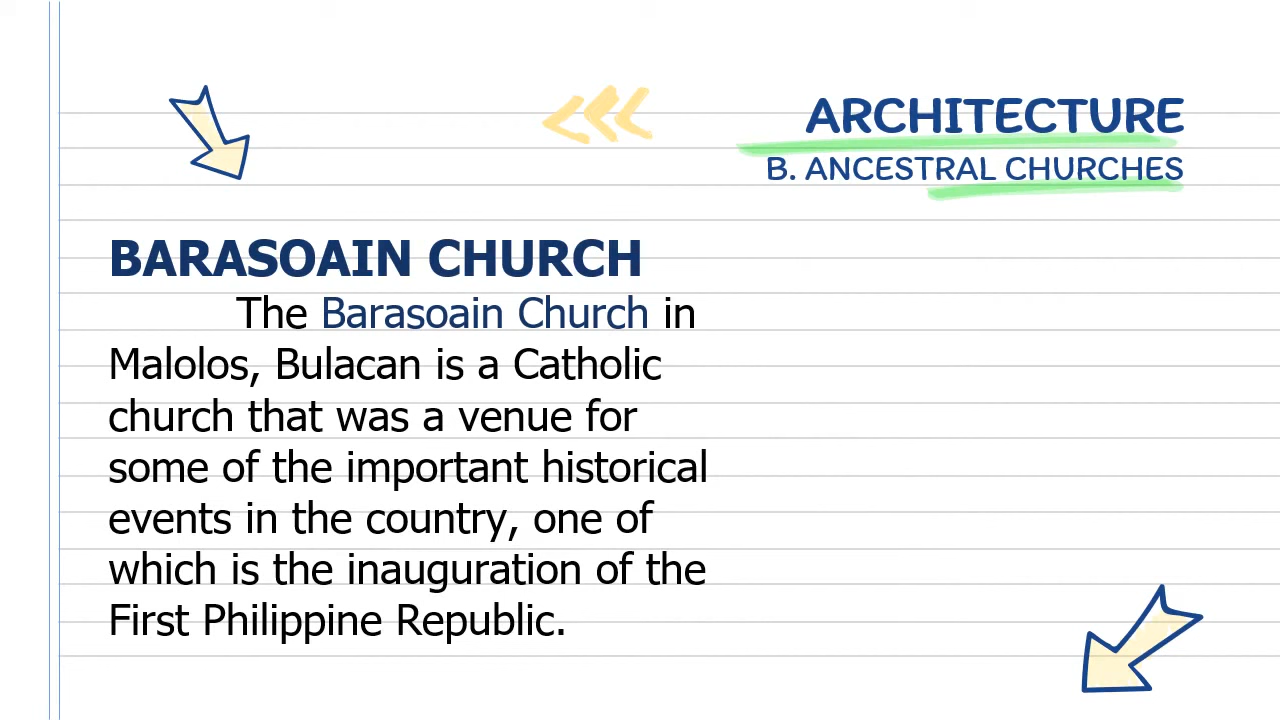 ARCHITECTURE
B. ANCESTRAL CHURCHES
BARASOAIN CHURCH
The Barasoain Church in
Malolos, Bulacan is a Catholic
church that was a venue for
some of the important historical
events in the country, one of
which is the inauguration of the
First Philippine Republic.